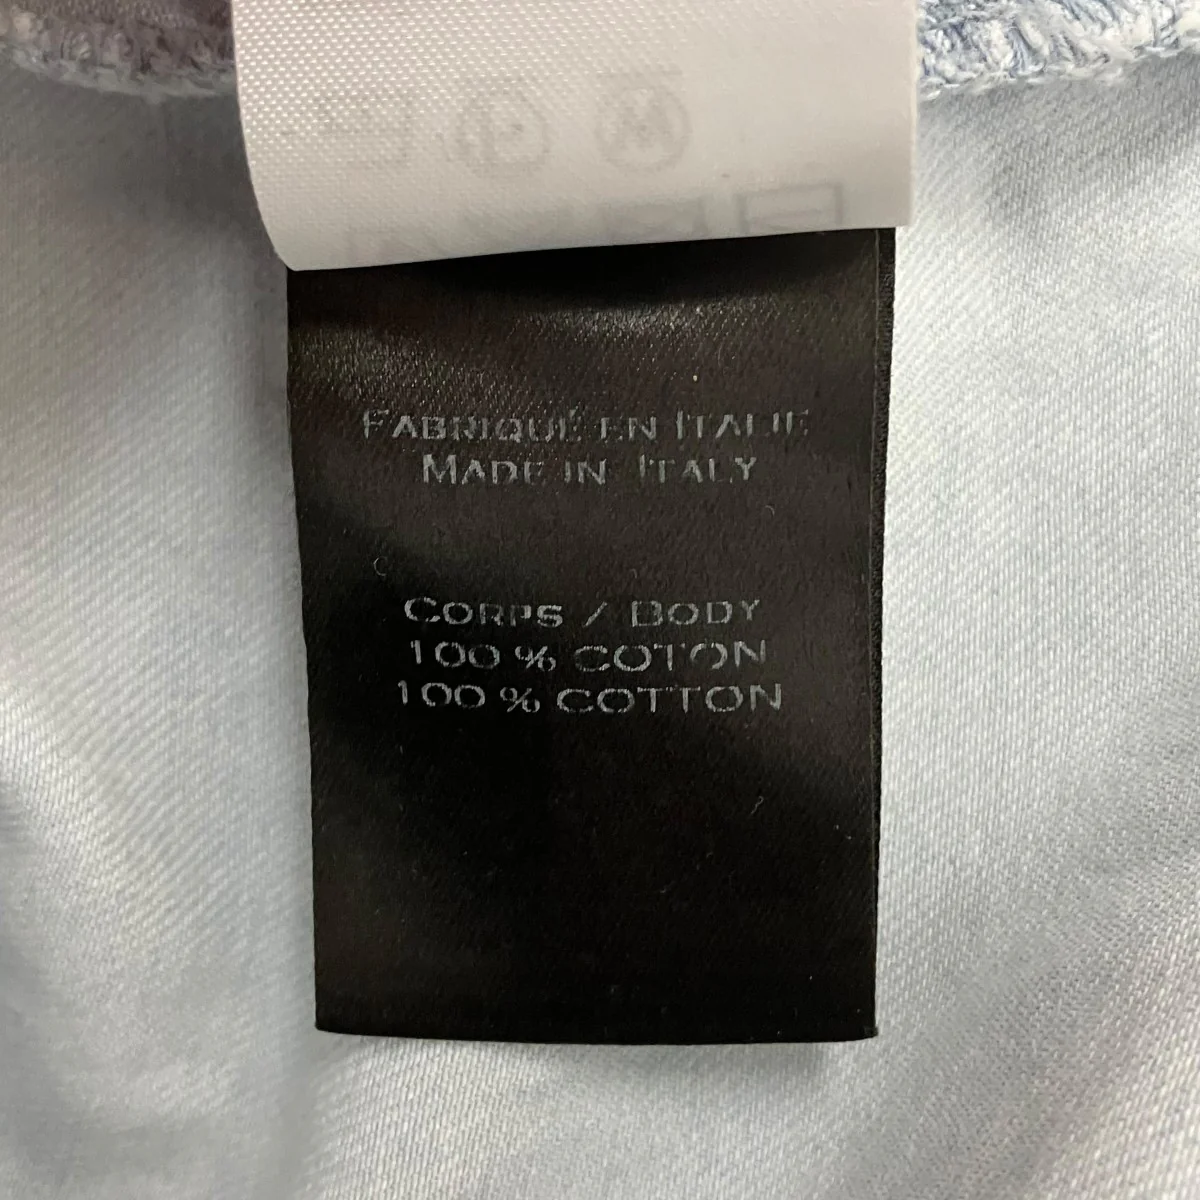 FABRIQUÉ EN ITALIE
MADE IN ITALY
CORPS / BODY
100 % COTON
100 % COTTON